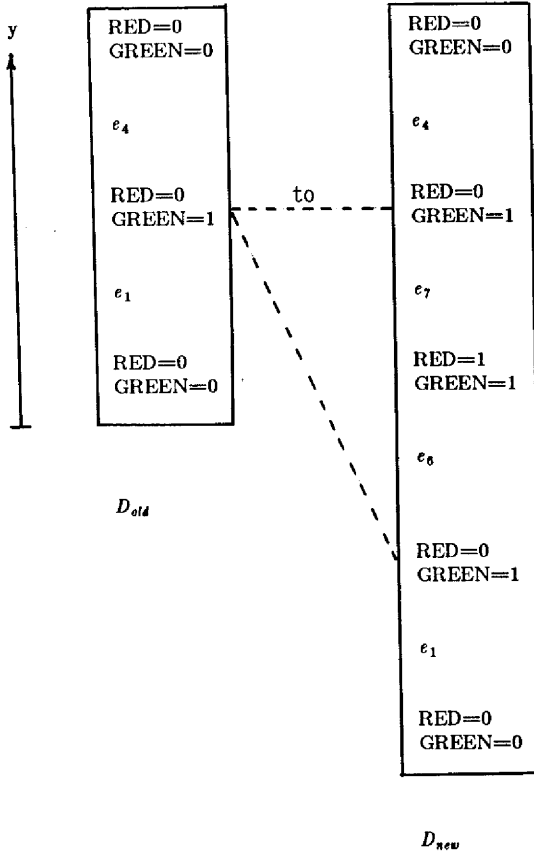 y
RED=0
GREEN=0
e₄
RED=0
GREEN=1
e₁
RED=0
GREEN=0
D_old
to
RED=0
GREEN=0
e₄
RED=0
GREEN=1
e₇
RED=1
GREEN=1
e₆
RED=0
GREEN=1
e₁
RED=0
GREEN=0
D_new